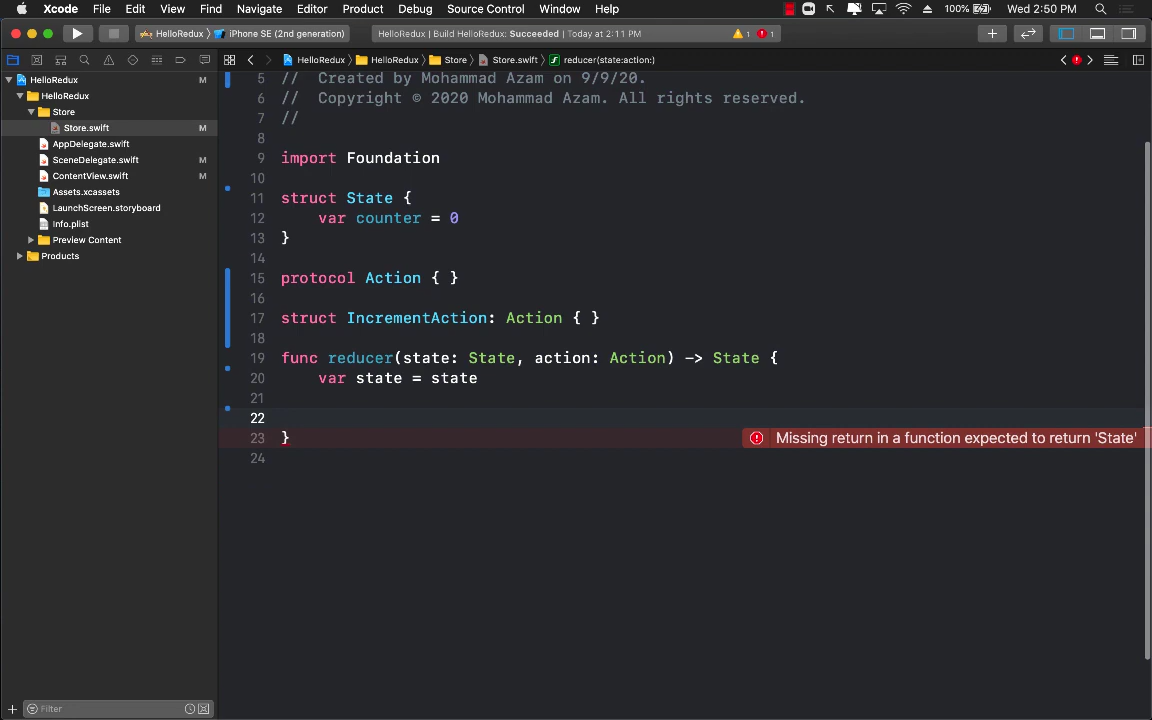 Xcode File Edit View Find Navigate Editor Product Debug Source Control Window Help 100% Wed 2:50 PM
HelloRedux iPhone SE (2nd generation) HelloRedux | Build HelloRedux: Succeeded | Today at 2:11 PM 1 1
HelloRedux HelloRedux Store Store.swift reducer(state:action:)
HelloRedux M
HelloRedux
Store
Store.swift M
AppDelegate.swift
SceneDelegate.swift M
ContentView.swift M
Assets.xcassets
LaunchScreen.storyboard
Info.plist
Preview Content
Products
5 // Created by Mohammad Azam on 9/9/20.
6 // Copyright © 2020 Mohammad Azam. All rights reserved.
7 //
8
9 import Foundation
10
11 struct State {
12 var counter = 0
13 }
14
15 protocol Action { }
16
17 struct IncrementAction: Action { }
18
19 func reducer(state: State, action: Action) -> State {
20 var state = state
21
22
23 } Missing return in a function expected to return 'State'
24
Filter